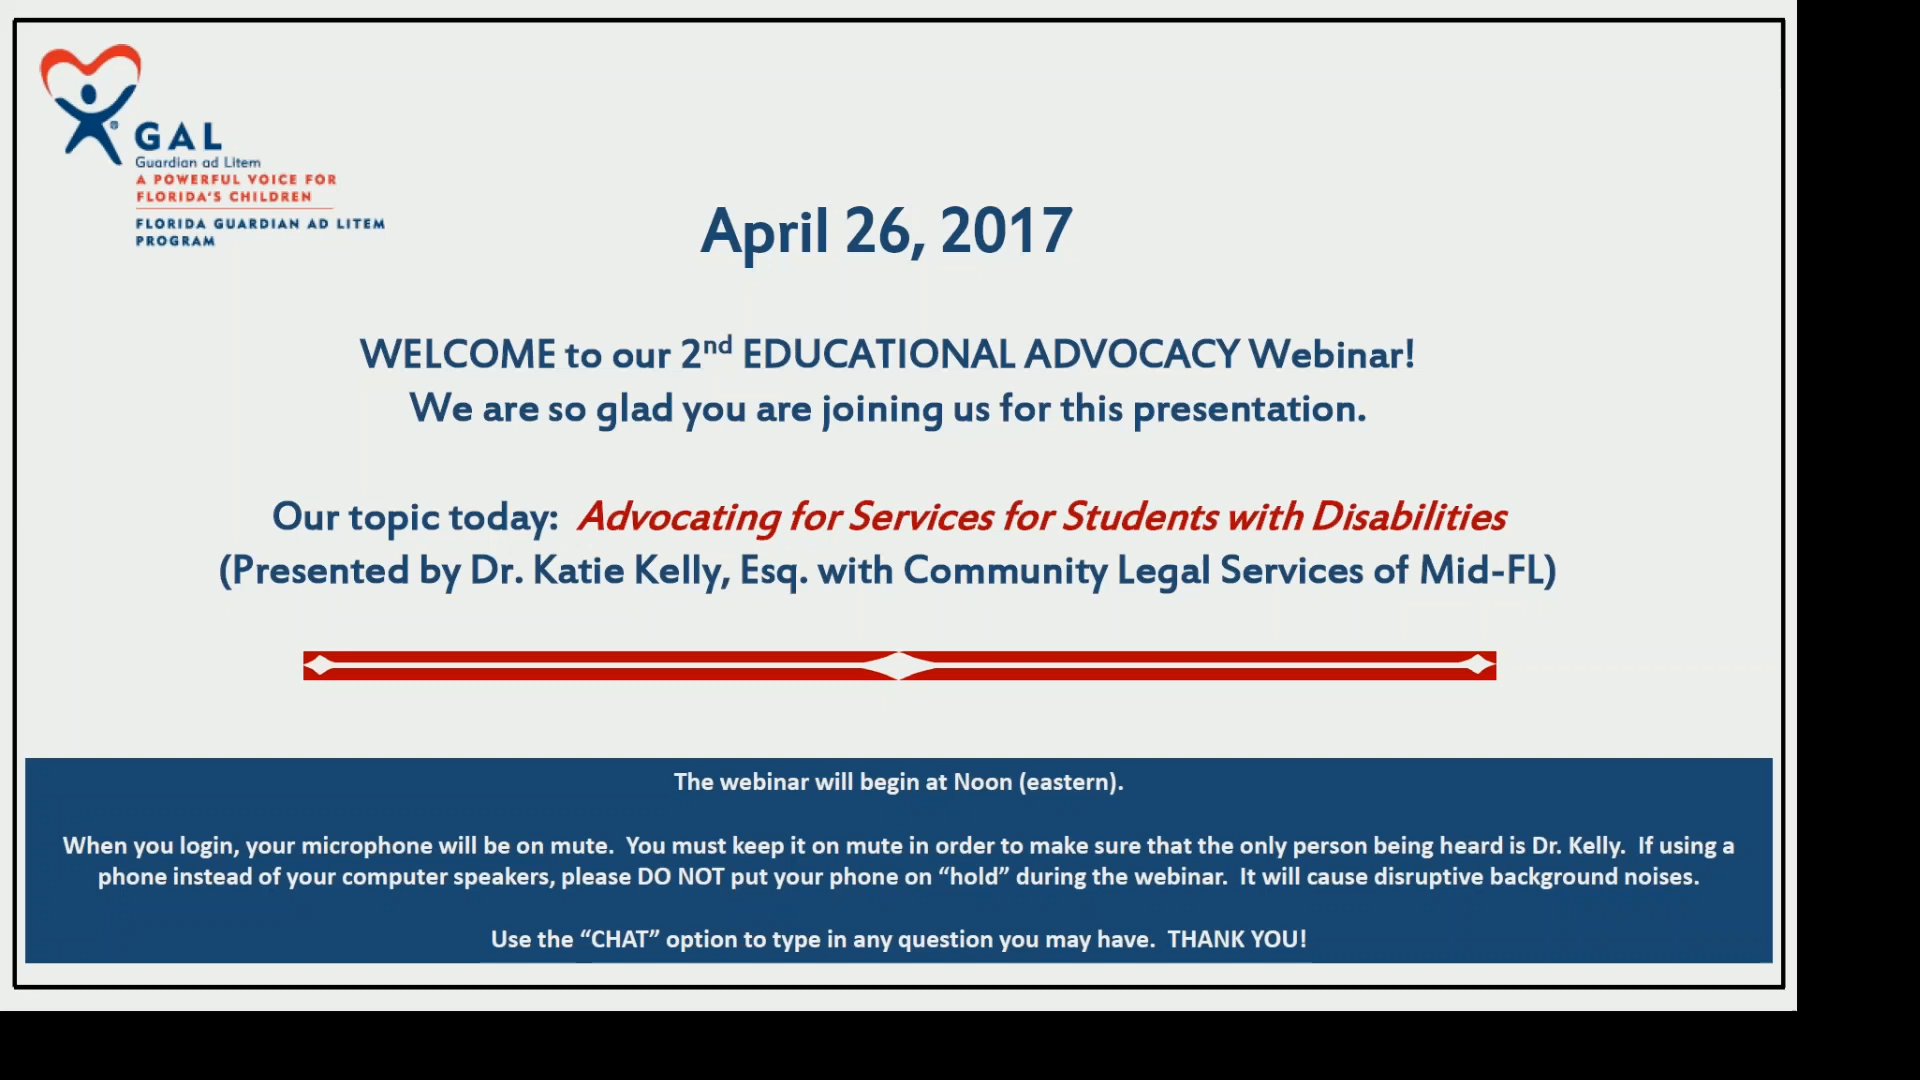 GAL
Guardian ad Litem
A POWERFUL VOICE FOR
FLORIDA'S CHILDREN
FLORIDA GUARDIAN AD LITEM
PROGRAM
April 26, 2017
WELCOME to our 2nd EDUCATIONAL ADVOCACY Webinar!
We are so glad you are joining us for this presentation.
Our topic today: Advocating for Services for Students with Disabilities
(Presented by Dr. Katie Kelly, Esq. with Community Legal Services of Mid-FL)
The webinar will begin at Noon (eastern).
When you login, your microphone will be on mute. You must keep it on mute in order to make sure that the only person being heard is Dr. Kelly. If using a
phone instead of your computer speakers, please DO NOT put your phone on “hold” during the webinar. It will cause disruptive background noises.
Use the “CHAT” option to type in any question you may have. THANK YOU!